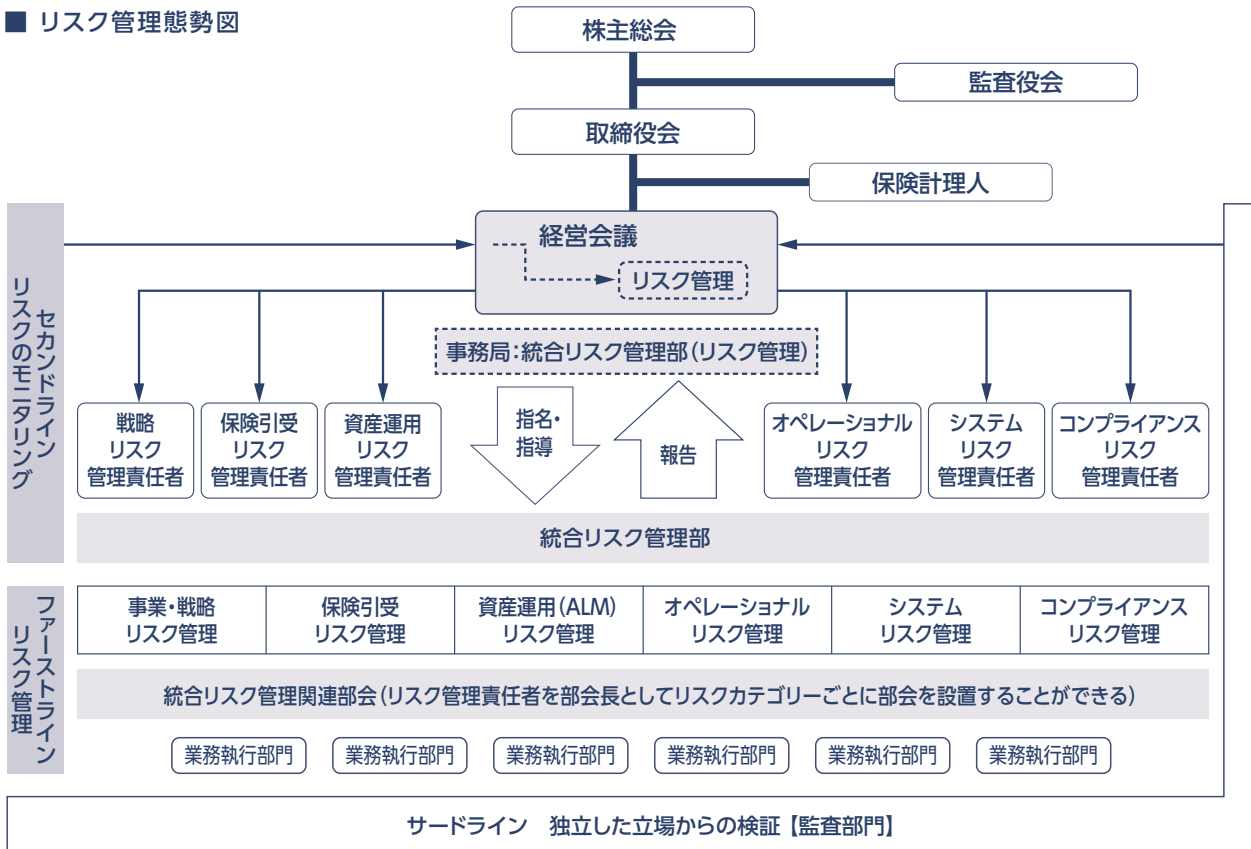 ■ リスク管理態勢図
株主総会
監査役会
取締役会
保険計理人
経営会議
リスク管理
事務局:統合リスク管理部(リスク管理)
セカンドライン
リスクのモニタリング
戦略
リスク
管理責任者
保険引受
リスク
管理責任者
資産運用
リスク
管理責任者
指名・
指導
報告
オペレーショナル
リスク
管理責任者
システム
リスク
管理責任者
コンプライアンス
リスク
管理責任者
統合リスク管理部
ファーストライン
リスク管理
事業・戦略
リスク管理
保険引受
リスク管理
資産運用(ALM)
リスク管理
オペレーショナル
リスク管理
システム
リスク管理
コンプライアンス
リスク管理
統合リスク管理関連部会(リスク管理責任者を部会長としてリスクカテゴリーごとに部会を設置することができる)
業務執行部門
業務執行部門
業務執行部門
業務執行部門
業務執行部門
業務執行部門
サードライン 独立した立場からの検証【監査部門】